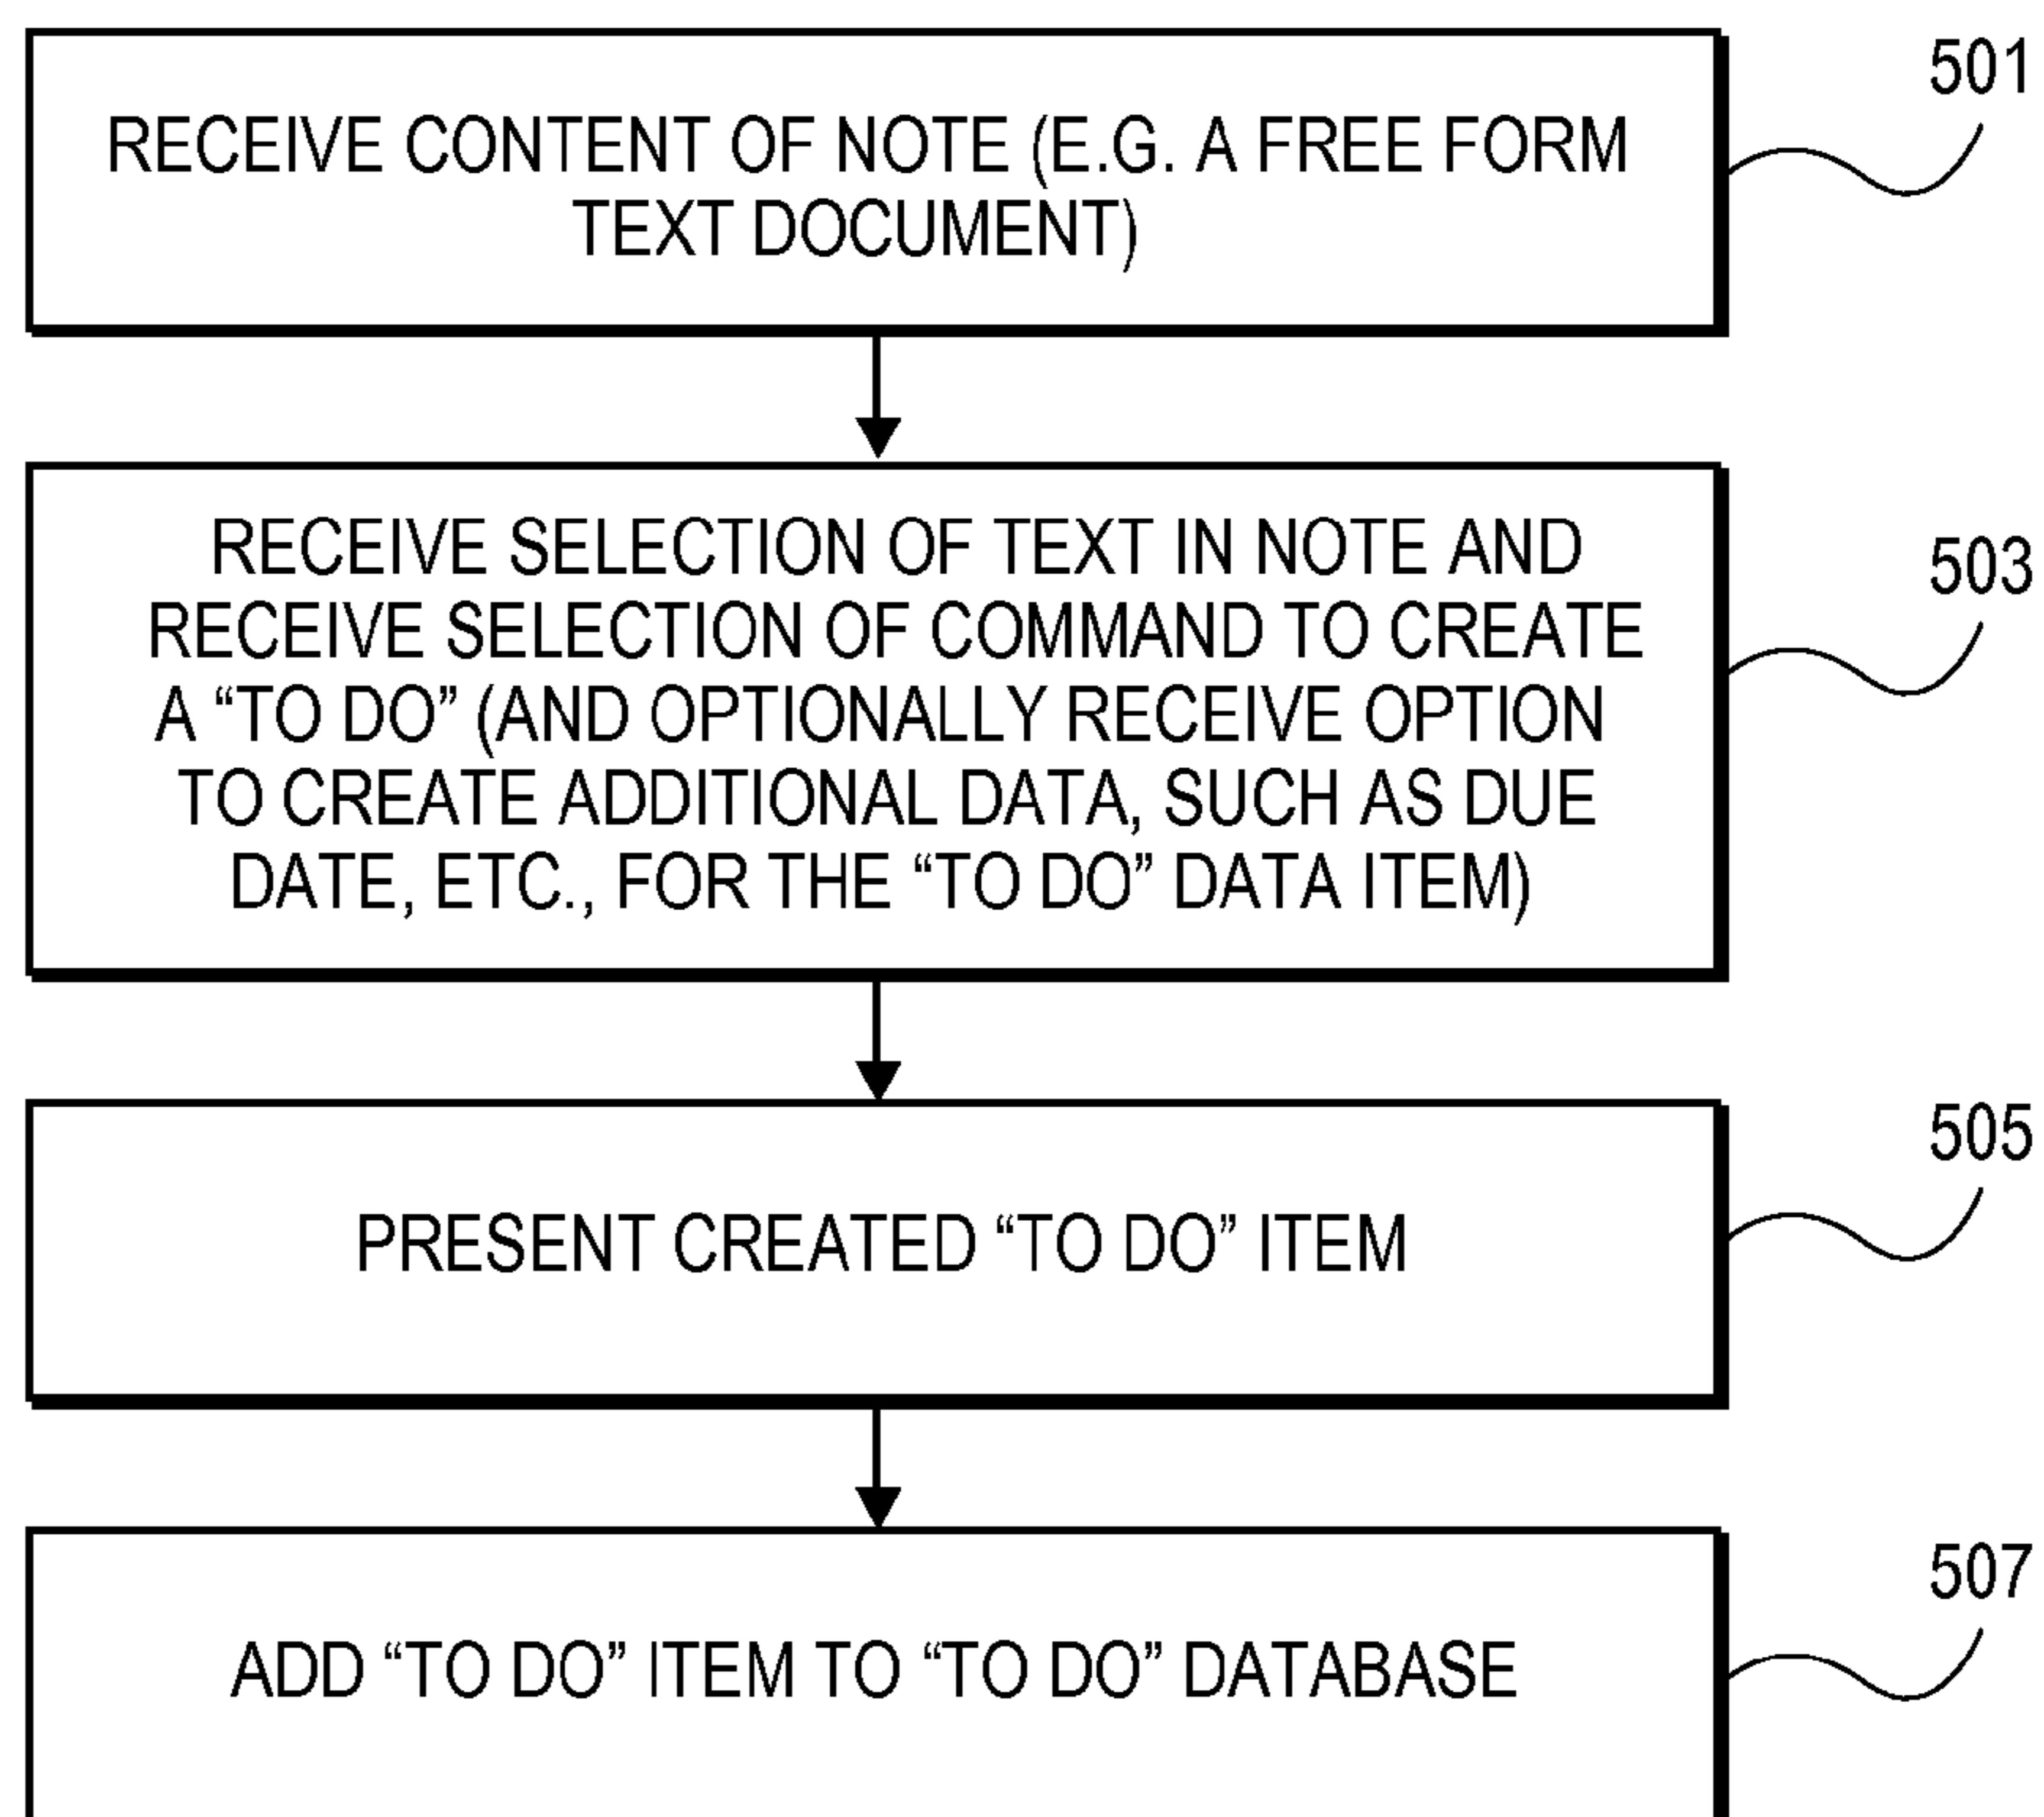 501
RECEIVE CONTENT OF NOTE (E.G. A FREE FORM
TEXT DOCUMENT)
503
RECEIVE SELECTION OF TEXT IN NOTE AND
RECEIVE SELECTION OF COMMAND TO CREATE
A “TO DO” (AND OPTIONALLY RECEIVE OPTION
TO CREATE ADDITIONAL DATA, SUCH AS DUE
DATE, ETC., FOR THE “TO DO” DATA ITEM)
505
PRESENT CREATED “TO DO” ITEM
507
ADD “TO DO” ITEM TO “TO DO” DATABASE